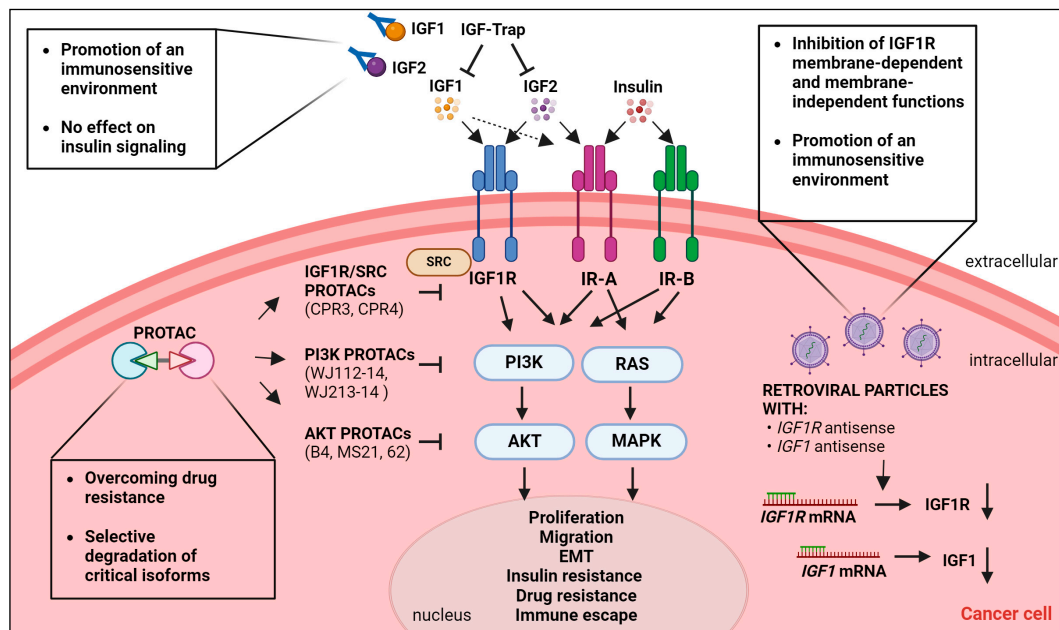 • Promotion of an
immunosensitive
environment
• No effect on
insulin signaling
IGF1
IGF2
IGF-Trap
IGF1
IGF2
Insulin
• Inhibition of IGF1R
membrane-dependent
and membrane-
independent functions
• Promotion of an
immunosensitive
environment
extracellular
intracellular
SRC
IGF1R
IR-A
IR-B
IGF1R/SRC
PROTACs
(CPR3, CPR4)
PROTAC
PI3K PROTACs
(WJ112-14,
WJ213-14 )
AKT PROTACs
(B4, MS21, 62)
PI3K
RAS
AKT
MAPK
• Overcoming drug
resistance
• Selective
degradation of
critical isoforms
Proliferation
Migration
EMT
Insulin resistance
Drug resistance
Immune escape
nucleus
RETROVIRAL PARTICLES
WITH:
• IGF1R antisense
• IGF1 antisense
IGF1R mRNA
IGF1R
IGF1 mRNA
IGF1
Cancer cell